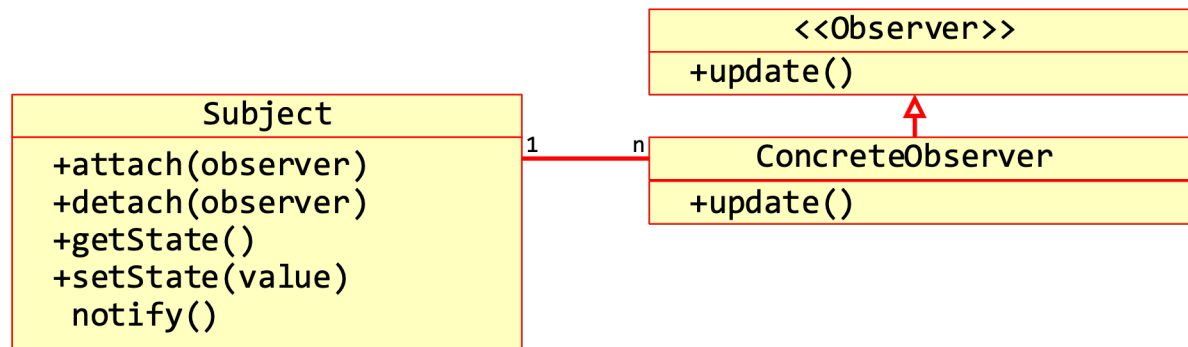 Subject
+attach(observer)
+detach(observer)
+getState()
+setState(value)
notify()
1
n
<<Observer>>
+update()
ConcreteObserver
+update()